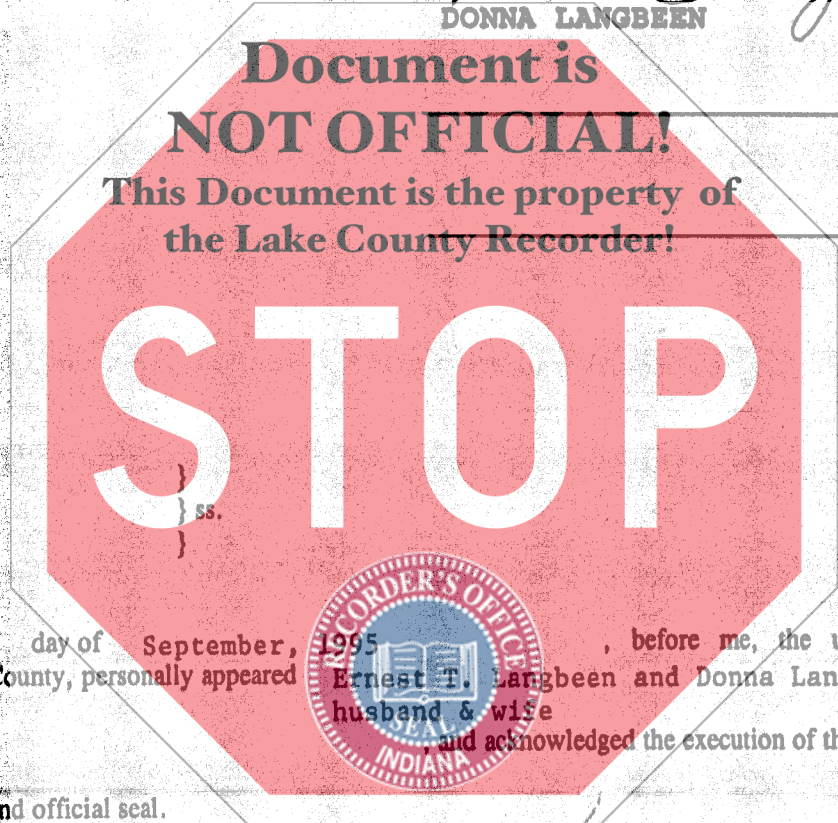 DONNA LANGBEEN
Document is
NOT OFFICIAL!
This Document is the property of
the Lake County Recorder!
STOP
}
} ss.
}
RECORDER'S OFFICE
SEAL
INDIANA
day of September, 1995 , before me, the
County, personally appeared Ernest T. Langbeen and Donna Lan
husband & wife
, and acknowledged the execution of th
nd official seal.